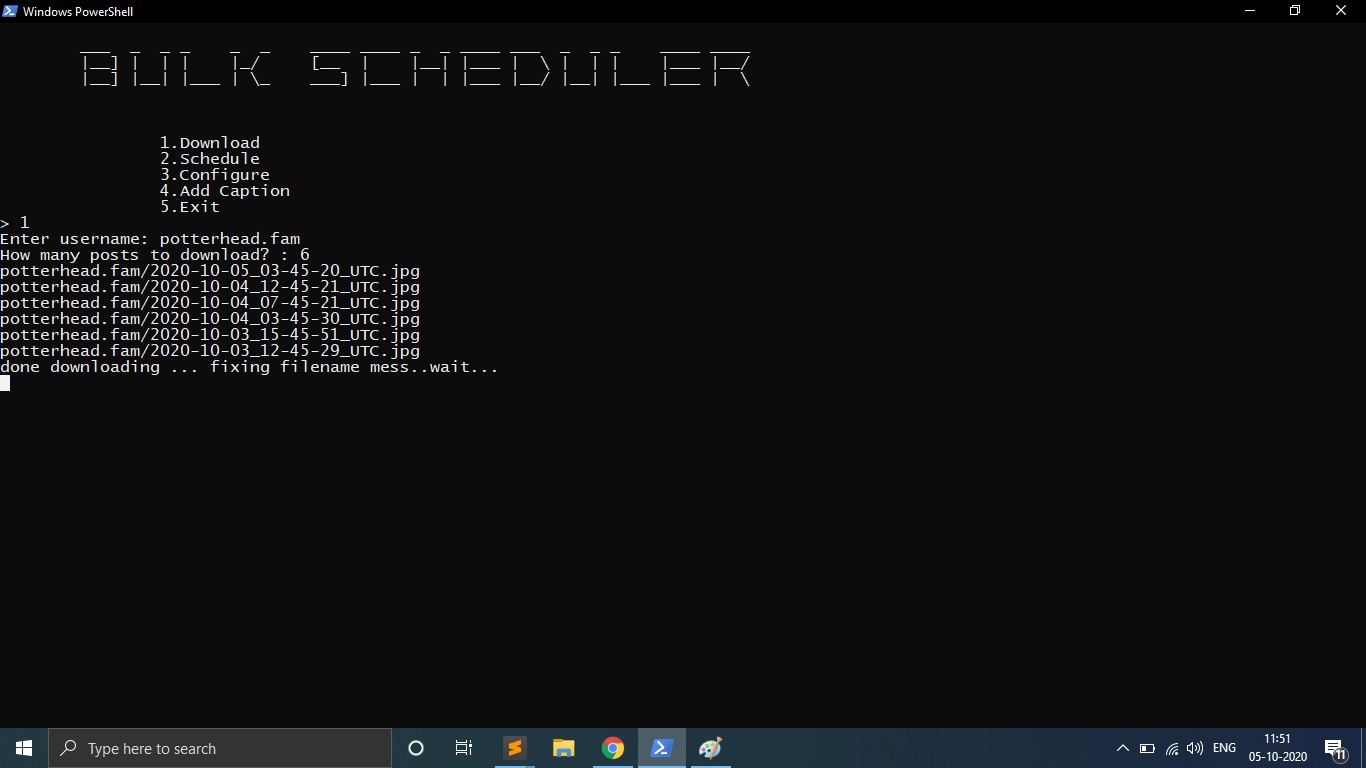 Windows PowerShell
BULK SCHEDULER
1.Download
2.Schedule
3.Configure
4.Add Caption
5.Exit
> 1
Enter username: potterhead.fam
How many posts to download? : 6
potterhead.fam/2020-10-05_03-45-20_UTC.jpg
potterhead.fam/2020-10-04_12-45-21_UTC.jpg
potterhead.fam/2020-10-04_07-45-21_UTC.jpg
potterhead.fam/2020-10-04_03-45-30_UTC.jpg
potterhead.fam/2020-10-03_15-45-51_UTC.jpg
potterhead.fam/2020-10-03_12-45-29_UTC.jpg
done downloading ... fixing filename mess..wait...
Type here to search
ENG
11:51
05-10-2020
11